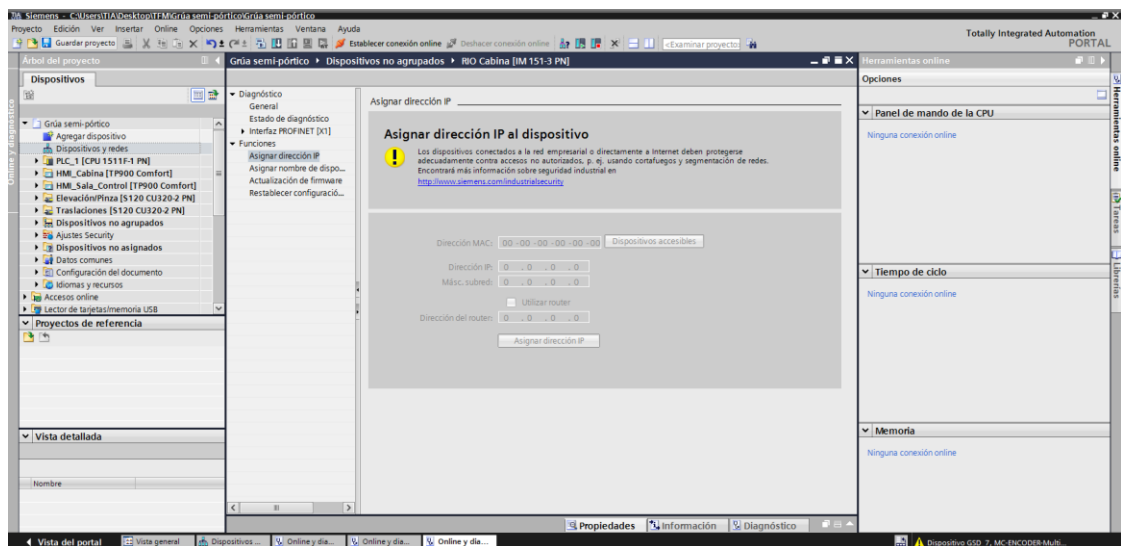 Siemens - C:\Users\TIA\Desktop\TFM\Grúa semi-pórtico\Grúa semi-pórtico
Proyecto Edición Ver Insertar Online Opciones Herramientas Ventana Ayuda
Guardar proyecto Establecer conexión online Deshacer conexión online <Examinar proyecto>
Totally Integrated Automation
PORTAL
Árbol del proyecto
Grúa semi-pórtico Dispositivos no agrupados RIO Cabina [IM 151-3 PN]
Herramientas online
Dispositivos
Opciones
Online y diagnóstico
Grúa semi-pórtico
Agregar dispositivo
Dispositivos y redes
PLC_1 [CPU 1511F-1 PN]
HMI_Cabina [TP900 Comfort]
HMI_Sala_Control [TP900 Comfort]
Elevación/Pinza [S120 CU320-2 PN]
Traslaciones [S120 CU320-2 PN]
Dispositivos no agrupados
Ajustes Security
Dispositivos no asignados
Datos comunes
Configuración del documento
Idiomas y recursos
Accesos online
Lector de tarjetas/memoria USB
Proyectos de referencia
Vista detallada
Nombre
Diagnóstico
General
Estado de diagnóstico
Interfaz PROFINET [X1]
Funciones
Asignar dirección IP
Asignar nombre de dispo...
Actualización de firmware
Restablecer configuració...
Asignar dirección IP
Asignar dirección IP al dispositivo
Los dispositivos conectados a la red empresarial o directamente a Internet deben protegerse
adecuadamente contra accesos no autorizados, p. ej. usando cortafuegos y segmentación de redes.
Encontrará más información sobre seguridad industrial en
http://www.siemens.com/industrialsecurity
Dirección MAC: 00 -00 -00 -00 -00 -00 Dispositivos accesibles
Dirección IP: 0 . 0 . 0 . 0
Másc. subred: 0 . 0 . 0 . 0
Utilizar router
Dirección del router: 0 . 0 . 0 . 0
Asignar dirección IP
Panel de mando de la CPU
Ninguna conexión online
Tiempo de ciclo
Ninguna conexión online
Memoria
Ninguna conexión online
Herramientas online
Tareas
Librerías
Propiedades Información Diagnóstico
Vista del portal Vista general Dispositivos ... Online y dia... Online y dia... Online y dia...
Dispositivo GSD_7, MC-ENCODER-Multi...